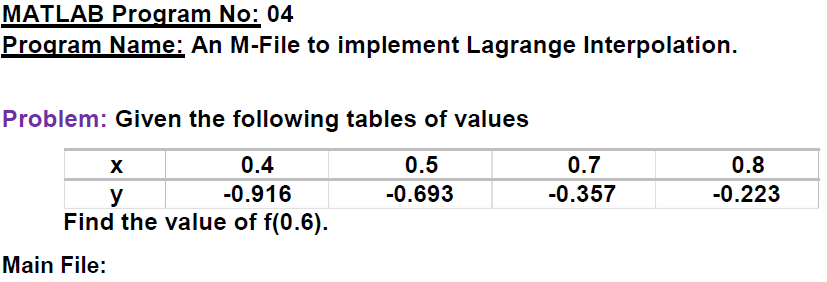 MATLAB Program No: 04
Program Name: An M-File to implement Lagrange Interpolation.
Problem: Given the following tables of values
x 0.4 0.5 0.7 0.8
y -0.916 -0.693 -0.357 -0.223
Find the value of f(0.6).
Main File: